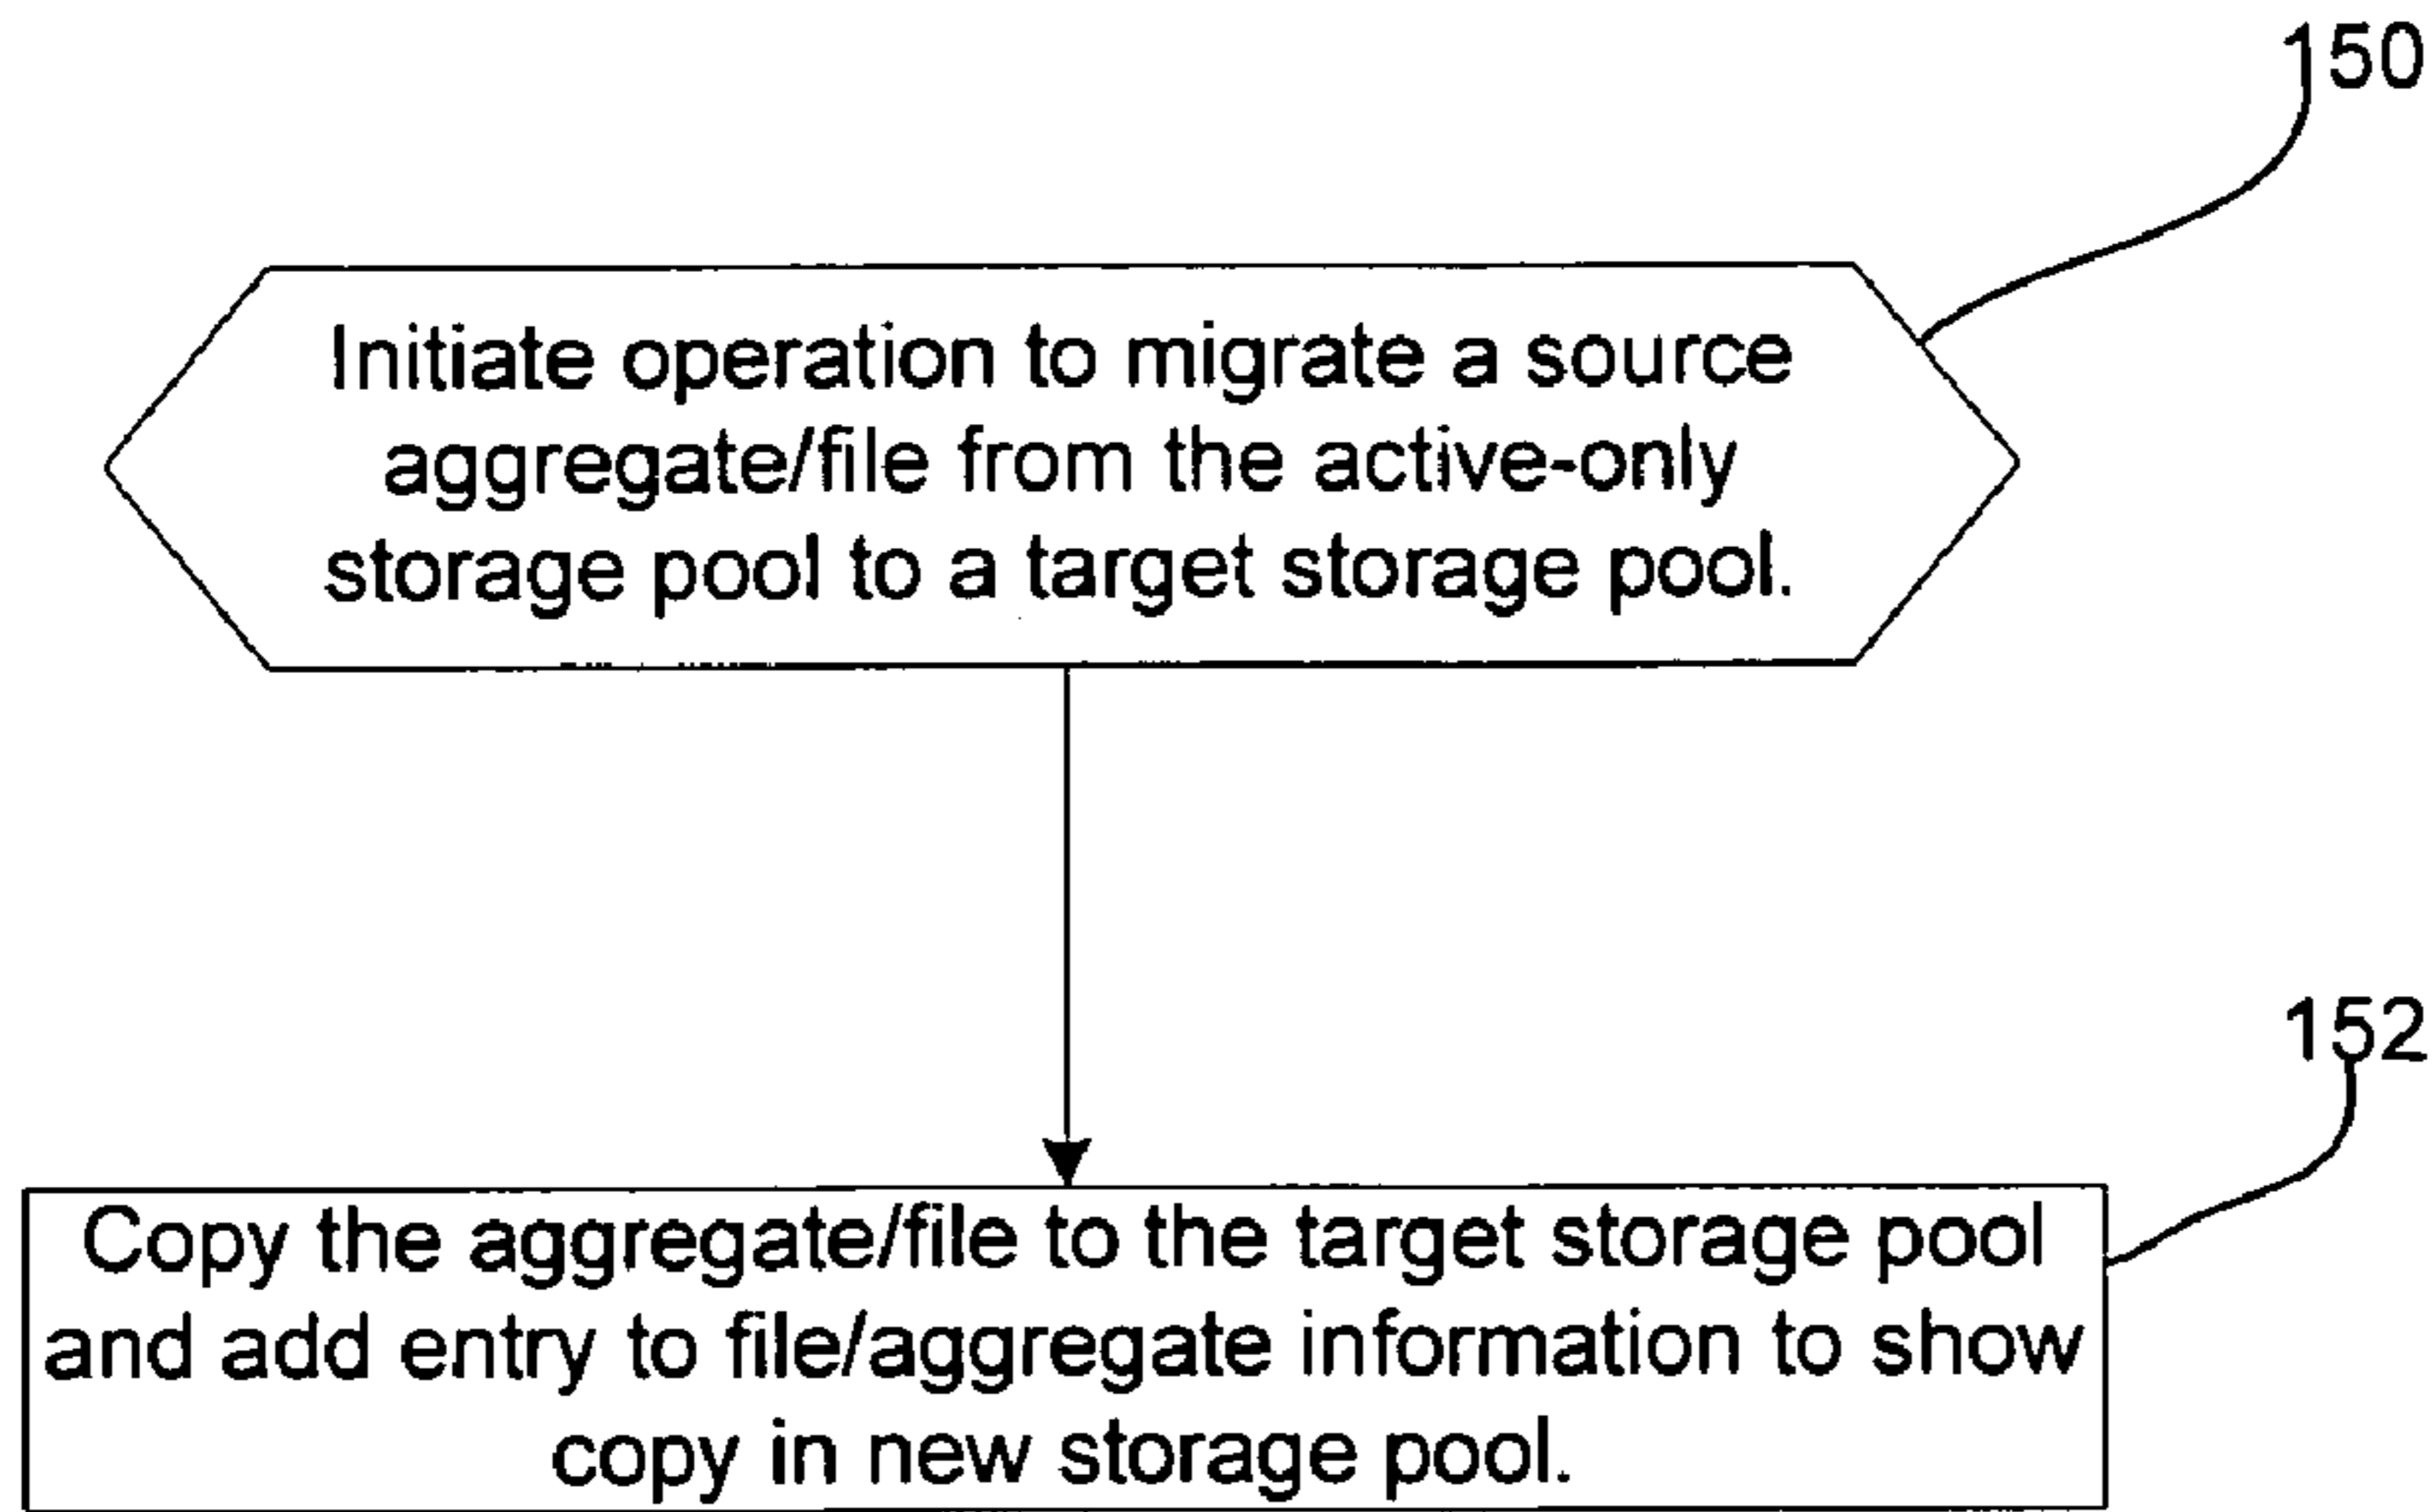 150
Initiate operation to migrate a source
aggregate/file from the active-only
storage pool to a target storage pool.
152
Copy the aggregate/file to the target storage pool
and add entry to file/aggregate information to show
copy in new storage pool.